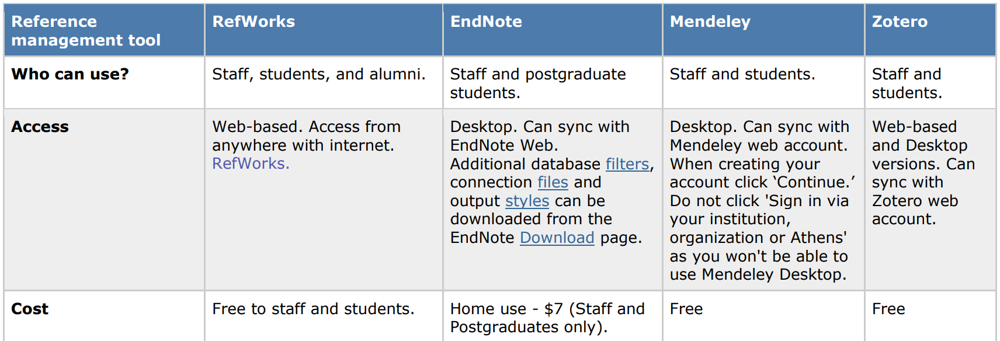 Reference
management tool
RefWorks
EndNote
Mendeley
Zotero
Who can use?
Staff, students, and alumni.
Staff and postgraduate
students.
Staff and students.
Staff and
students.
Access
Web-based. Access from
anywhere with internet.
RefWorks.
Desktop. Can sync with
EndNote Web.
Additional database filters,
connection files and
output styles can be
downloaded from the
EndNote Download page.
Desktop. Can sync with
Mendeley web account.
When creating your
account click ‘Continue.’
Do not click 'Sign in via
your institution,
organization or Athens'
as you won't be able to
use Mendeley Desktop.
Web-based
and Desktop
versions. Can
sync with
Zotero web
account.
Cost
Free to staff and students.
Home use - $7 (Staff and
Postgraduates only).
Free
Free